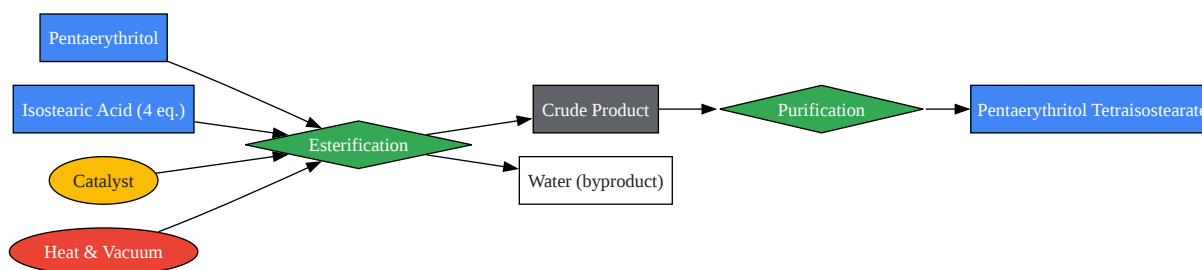 Pentaerythritol
Isostearic Acid (4 eq.)
Catalyst
Heat & Vacuum
Esterification
Crude Product
Water (byproduct)
Purification
Pentaerythritol Tetraisostearate